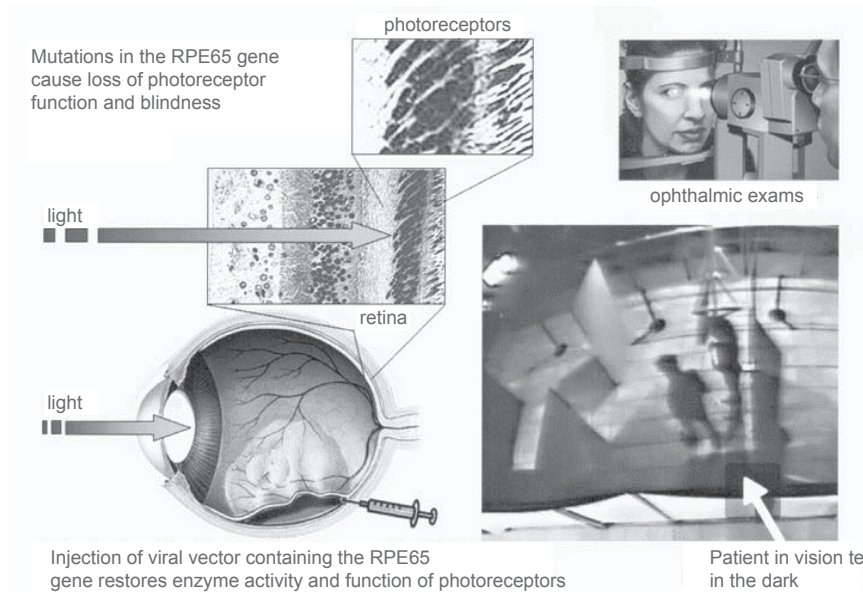 photoreceptors
Mutations in the RPE65 gene
cause loss of photoreceptor
function and blindness
ophthalmic exams
light
retina
light
Injection of viral vector containing the RPE65
gene restores enzyme activity and function of photoreceptors
Patient in vision te
in the dark